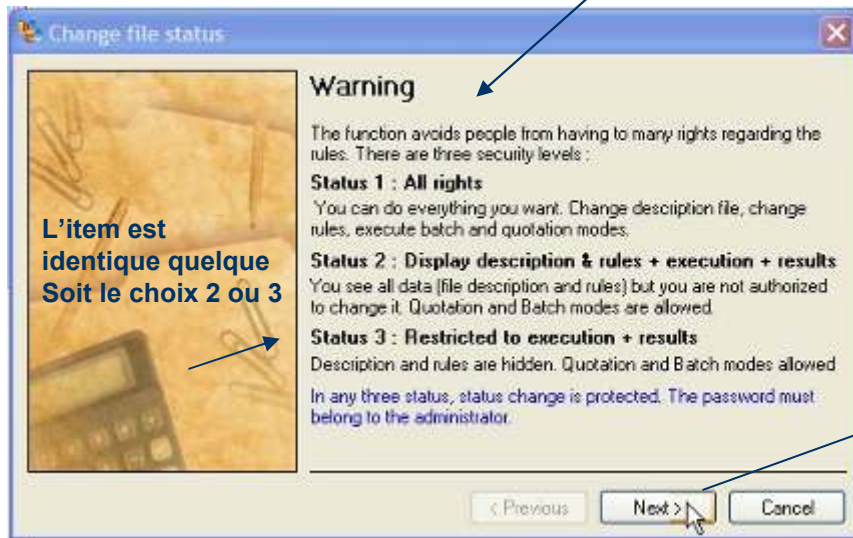 Change file status
Warning
The function avoids people from having to many rights regarding the
rules. There are three security levels :
Status 1 : All rights
You can do everything you want. Change description file, change
rules, execute batch and quotation modes.
Status 2 : Display description & rules + execution + results
You see all data (file description and rules) but you are not authorized
to change it. Quotation and Batch modes are allowed.
Status 3 : Restricted to execution + results
Description and rules are hidden. Quotation and Batch modes allowed
In any three status, status change is protected. The password must
belong to the administrator.
L'item est
identique quelque
Soit le choix 2 ou 3
< Previous
Next >
Cancel